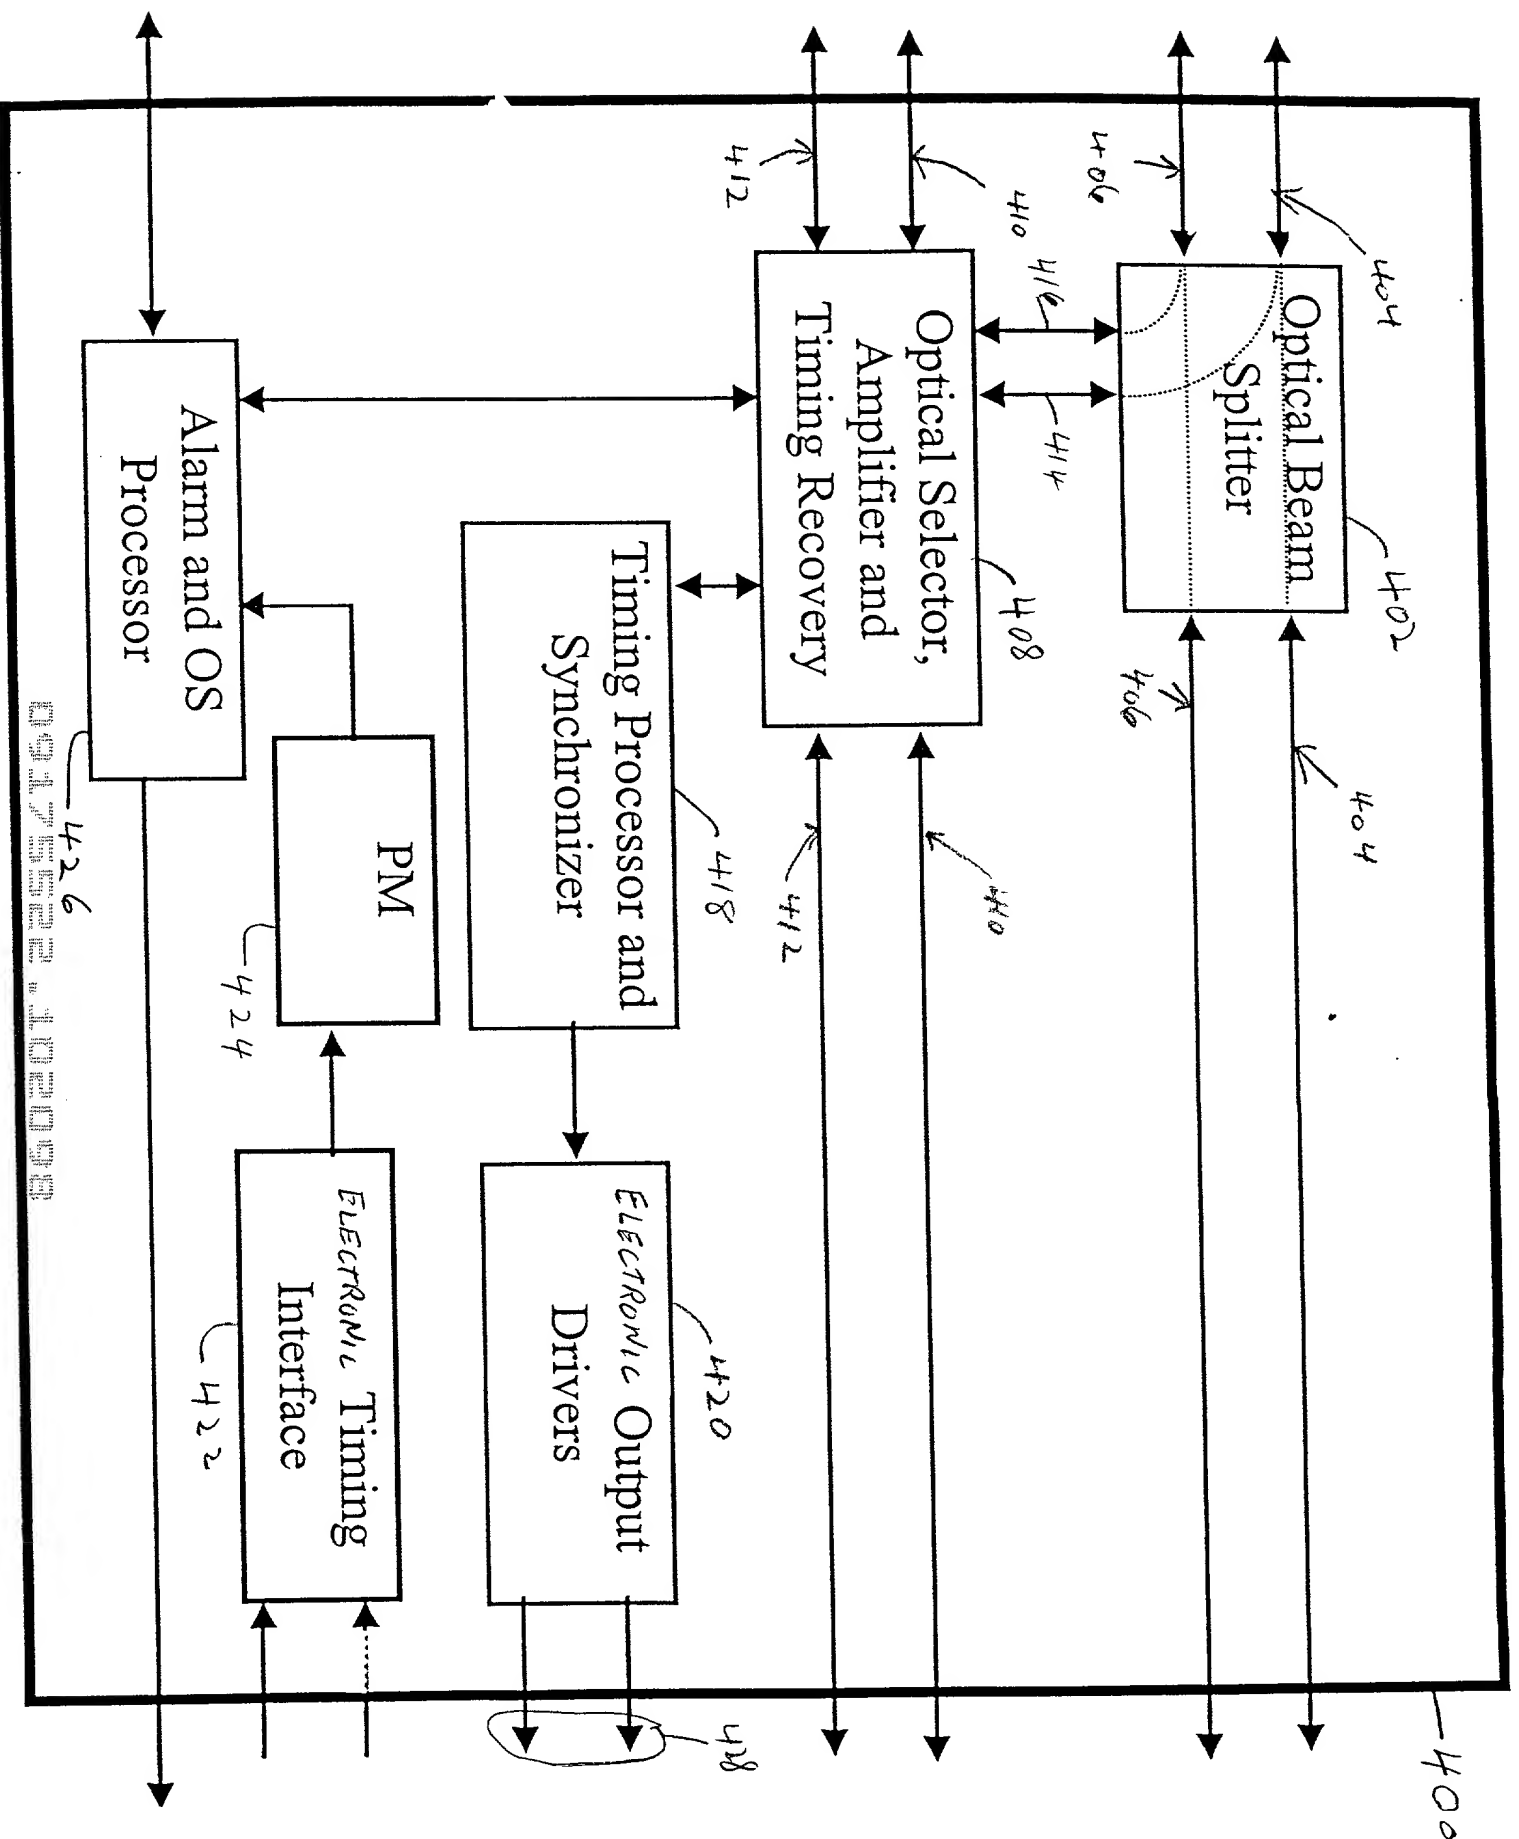 404
406
Optical Beam
Splitter
402
404
406
416
414
410
412
Optical Selector,
Amplifier and
Timing Recovery
408
410
412
Timing Processor and
Synchronizer
418
ELECTRONIC Output
Drivers
420
428
Alarm and OS
Processor
426
PM
424
ELECTRONIC Timing
Interface
422
400